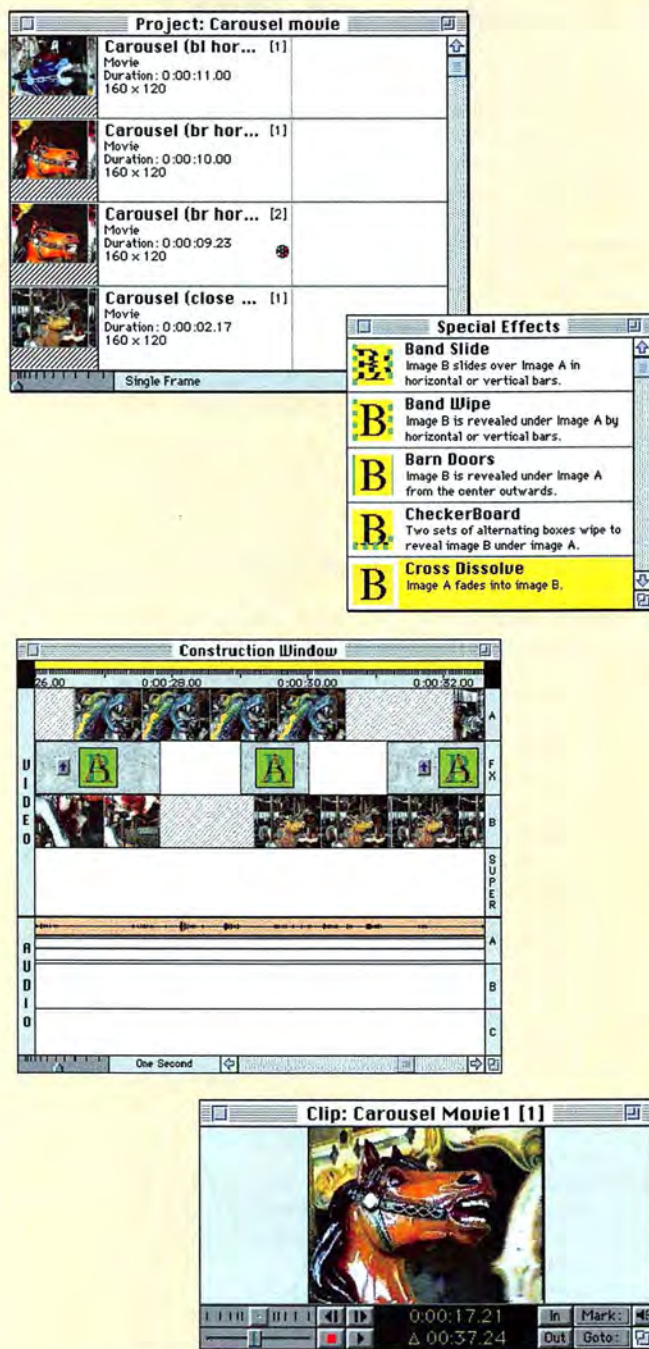 Project: Carousel movie
Carousel (bl hor... [1]
Movie
Duration: 0:00:11.00
160 × 120
Carousel (br hor... [1]
Movie
Duration: 0:00:10.00
160 × 120
Carousel (br hor... [2]
Movie
Duration: 0:00:09.23
160 × 120
Carousel (close ... [1]
Movie
Duration: 0:00:02.17
160 × 120
Single Frame
Special Effects
Band Slide
Image B slides over Image A in
horizontal or vertical bars.
B
Band Wipe
Image B is revealed under Image A by
horizontal or vertical bars.
B
Barn Doors
Image B is revealed under Image A
from the center outwards.
B
CheckerBoard
Two sets of alternating boxes wipe to
reveal image B under image A.
B
Cross Dissolve
Image A fades into image B.
Construction Window
26.00 0:00:28.00 0:00:30.00 0:00:32.00
VIDEO
A
FX
B
SUPER
AUDIO
A
B
C
One Second
Clip: Carousel Movie1 [1]
0:00:17.21 In Mark:
Δ 00:37.24 Out Goto: